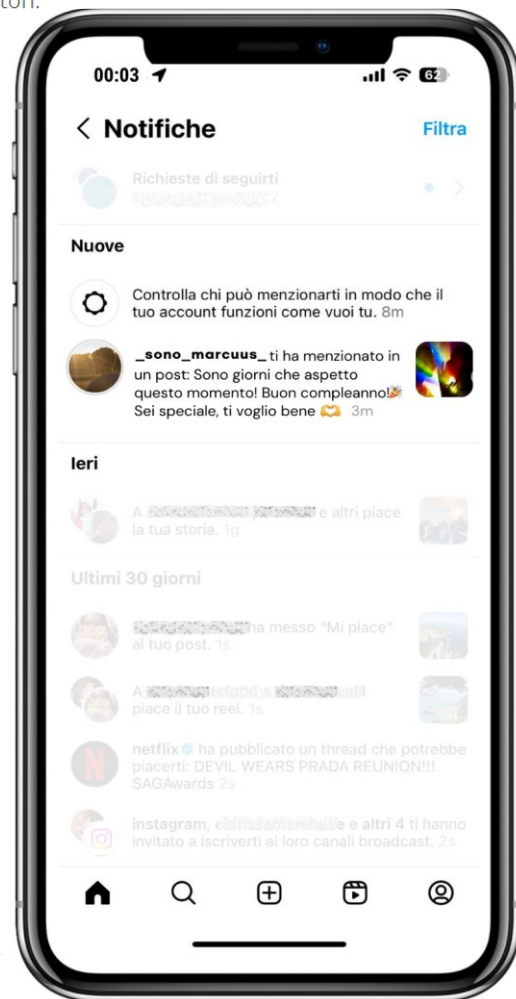 00:03
62
Notifiche
Filtra
Richieste di seguirti
2
Nuove
Controlla chi può menzionarti in modo che il
tuo account funzioni come vuoi tu. 8m
_sono_marcuus_ ti ha menzionato in
un post: Sono giorni che aspetto
questo momento! Buon compleanno!🎉
Sei speciale, ti voglio bene 🫶 3m
Ieri
A e altri piace
la tua storia. 1g
Ultimi 30 giorni
ha messo "Mi piace"
al tuo post. 1s
A
piace il tuo reel. 1s
netflix ha pubblicato un thread che potrebbe
piacerti: DEVIL WEARS PRADA REUNION!!!
SAGAwards 2s
instagram, e altri 4 ti hanno
invitato a iscriverti ai loro canali broadcast. 2s